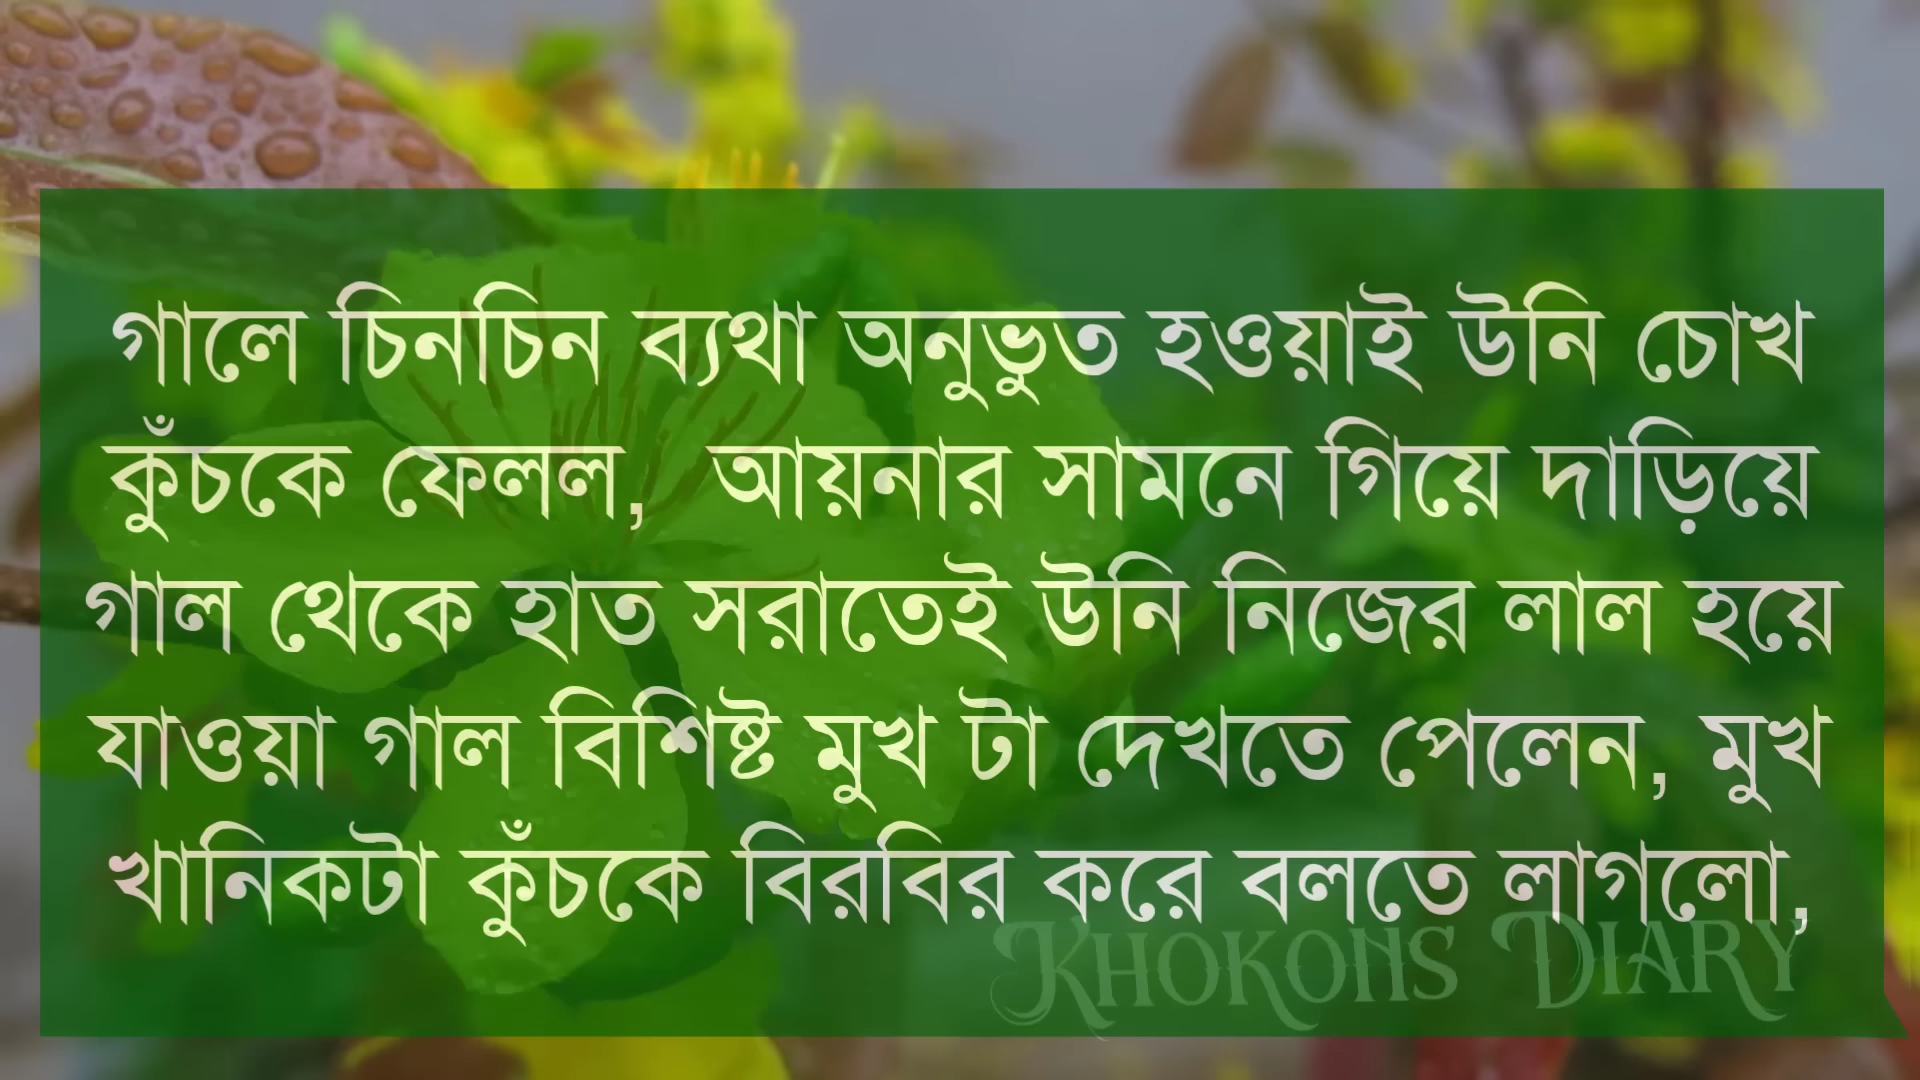 গালে চিনচিন ব্যথা অনুভুত হওয়াই উনি চোখ
কুঁচকে ফেলল, আয়নার সামনে গিয়ে দাড়িয়ে
গাল থেকে হাত সরাতেই উনি নিজের লাল হয়ে
যাওয়া গাল বিশিষ্ট মুখ টা দেখতে পেলেন, মুখ
খানিকটা কুঁচকে বিরবির করে বলতে লাগলো,
KHOKONS DIARY